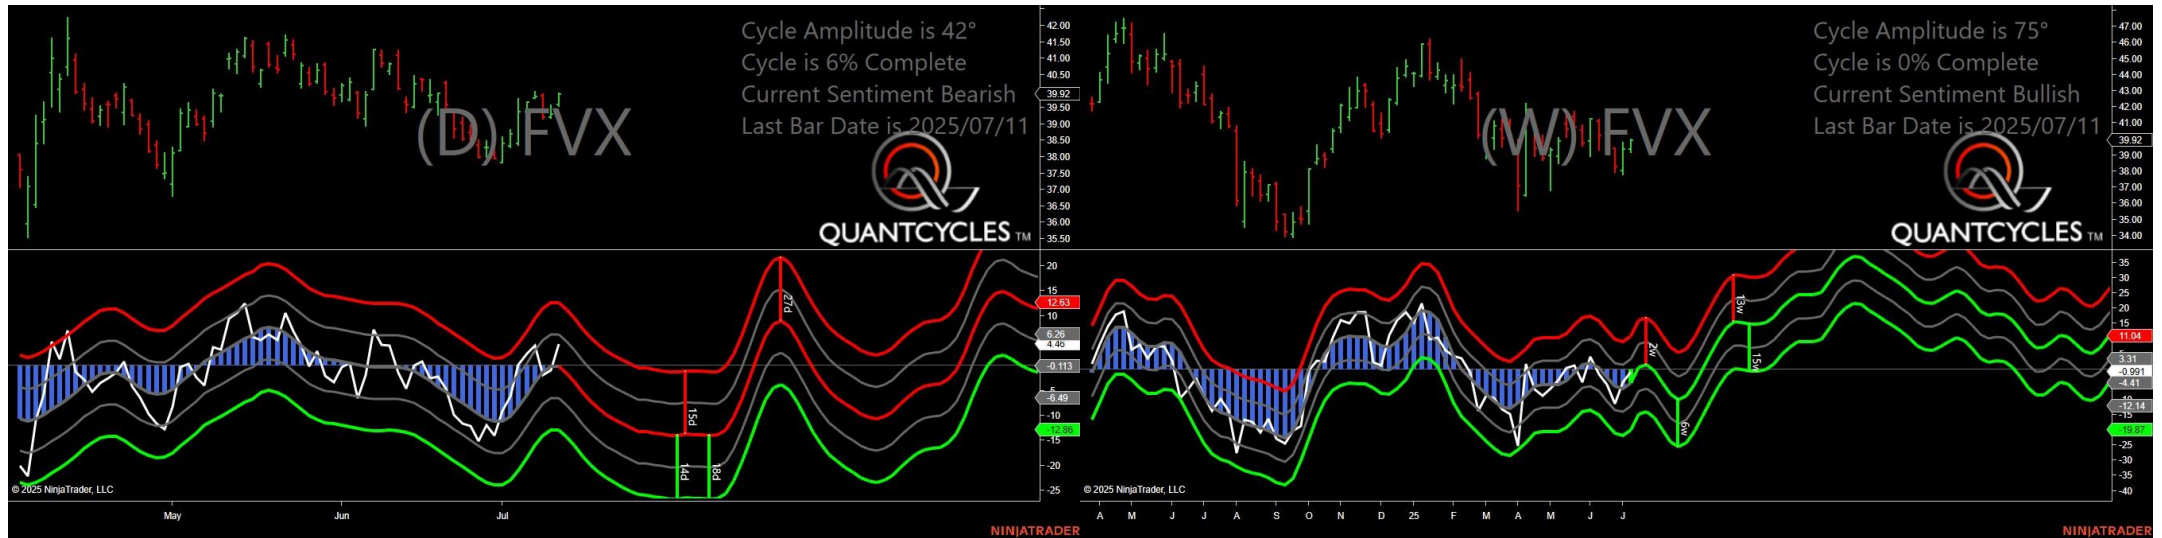 Cycle Amplitude is 42°
Cycle is 6% Complete
Current Sentiment Bearish
Last Bar Date is 2025/07/11
(D) FVX
QUANTCYCLES TM
42.00
41.50
41.00
40.50
39.92
39.50
39.00
38.50
38.00
37.50
37.00
36.50
36.00
35.50
20
15
12.63
10
6.26
4.46
-0.113
-5
-6.49
-10
-12.86
-15
-20
-25
27d
15d
14d
18d
© 2025 NinjaTrader, LLC
May
Jun
Jul
NINJATRADER
Cycle Amplitude is 75°
Cycle is 0% Complete
Current Sentiment Bullish
Last Bar Date is 2025/07/11
(W) FVX
QUANTCYCLES TM
47.00
46.00
45.00
44.00
43.00
42.00
41.00
39.92
39.00
38.00
37.00
36.00
35.00
34.00
35
30
25
20
15
11.04
3.31
-0.991
-4.41
-12.14
-15
-19.87
-25
-30
-35
-40
2w
6w
13w
15w
© 2025 NinjaTrader, LLC
A
M
J
J
A
S
O
N
D
25
F
M
A
M
J
J
NINJATRADER